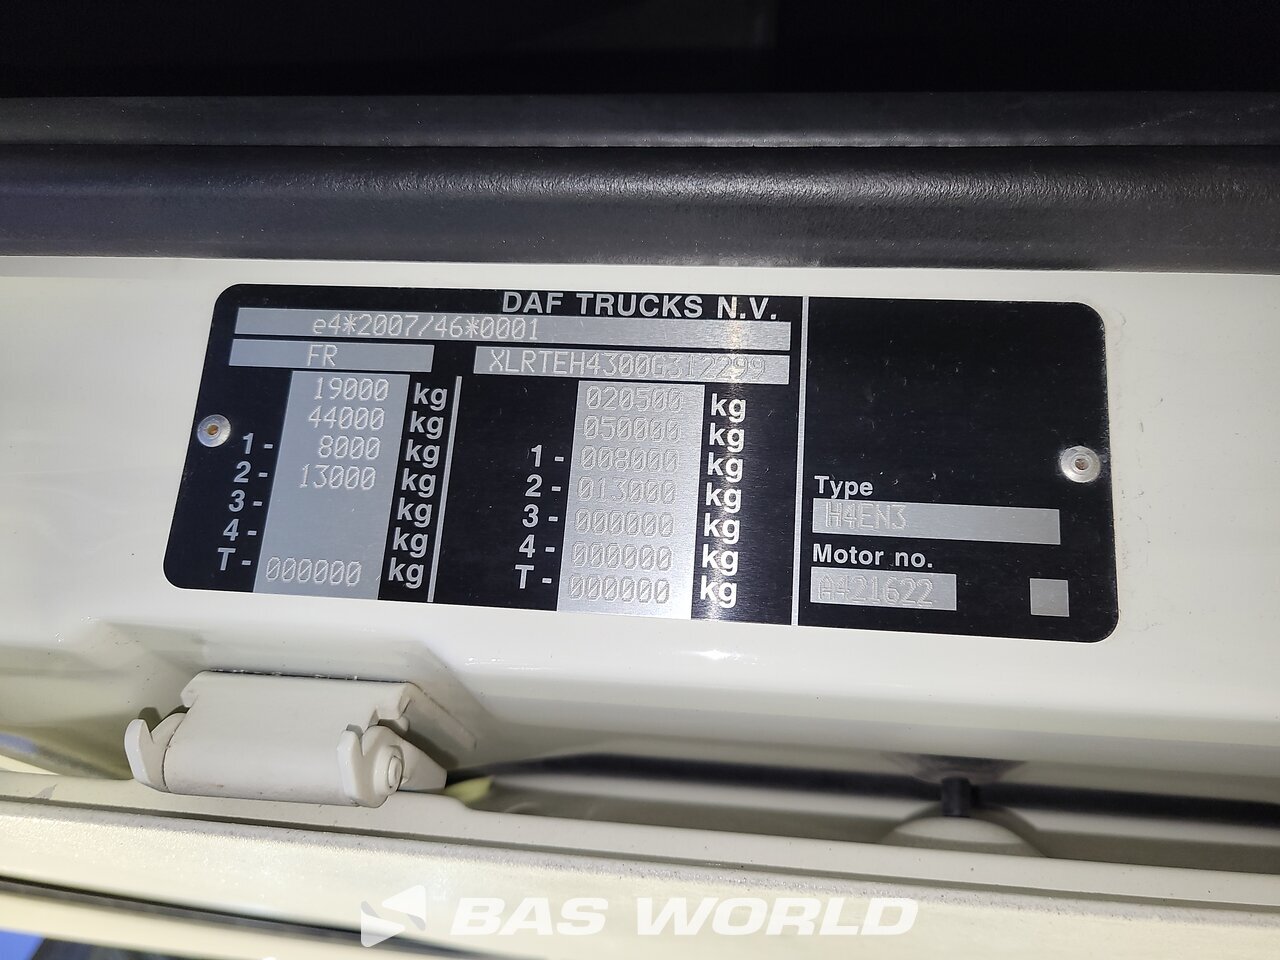 DAF TRUCKS N.V.
e4*2007/46*0001
FR XLRTEH4300G312299
19000 kg 020500 kg
44000 kg 050000 kg
1- 8000 kg 1- 008000 kg
2- 13000 kg 2- 013000 kg
3- kg 3- 000000 kg
4- kg 4- 000000 kg
T- 000000 kg T- 000000 kg
Type
H4EN3
Motor no.
A421622
BAS WORLD